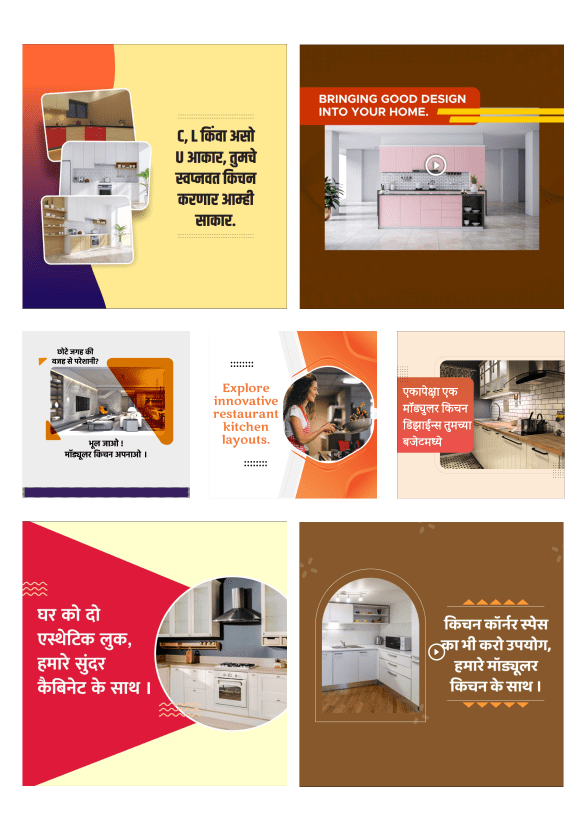 C, L किंवा असो
U आकार, तुमचे
स्वप्नवत किचन
करणार आम्ही
साकार.
BRINGING GOOD DESIGN
INTO YOUR HOME.
छोटे जगह की
वजह से परेशानी?
भूल जाओ !
मॉड्यूलर किचन अपनाओ ।
Explore
innovative
restaurant
kitchen
layouts.
एकापेक्षा एक
मॉड्युलर किचन
डिझाईन्स तुमच्या
बजेटमध्ये
घर को दो
एस्थेटिक लुक,
हमारे सुंदर
कैबिनेट के साथ ।
किचन कॉर्नर स्पेस
का भी करो उपयोग,
हमारे मॉड्यूलर
किचन के साथ ।